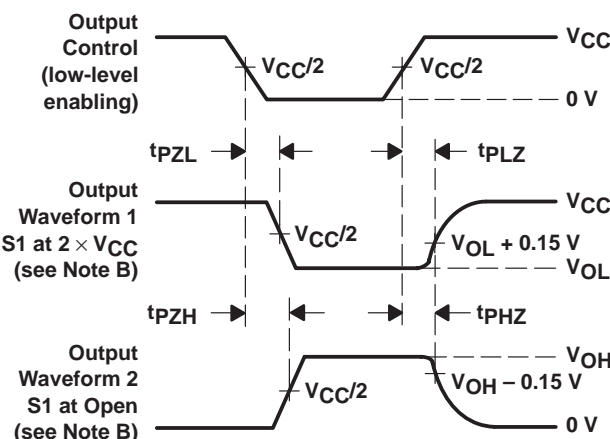 Output
Control
(low-level
enabling)
VCC/2
VCC/2
VCC
0 V
tPZL
tPLZ
Output
Waveform 1
S1 at 2 × VCC
(see Note B)
VCC/2
VCC
VOL + 0.15 V
VOL
tPZH
tPHZ
Output
Waveform 2
S1 at Open
(see Note B)
VCC/2
VOH
VOH – 0.15 V
0 V